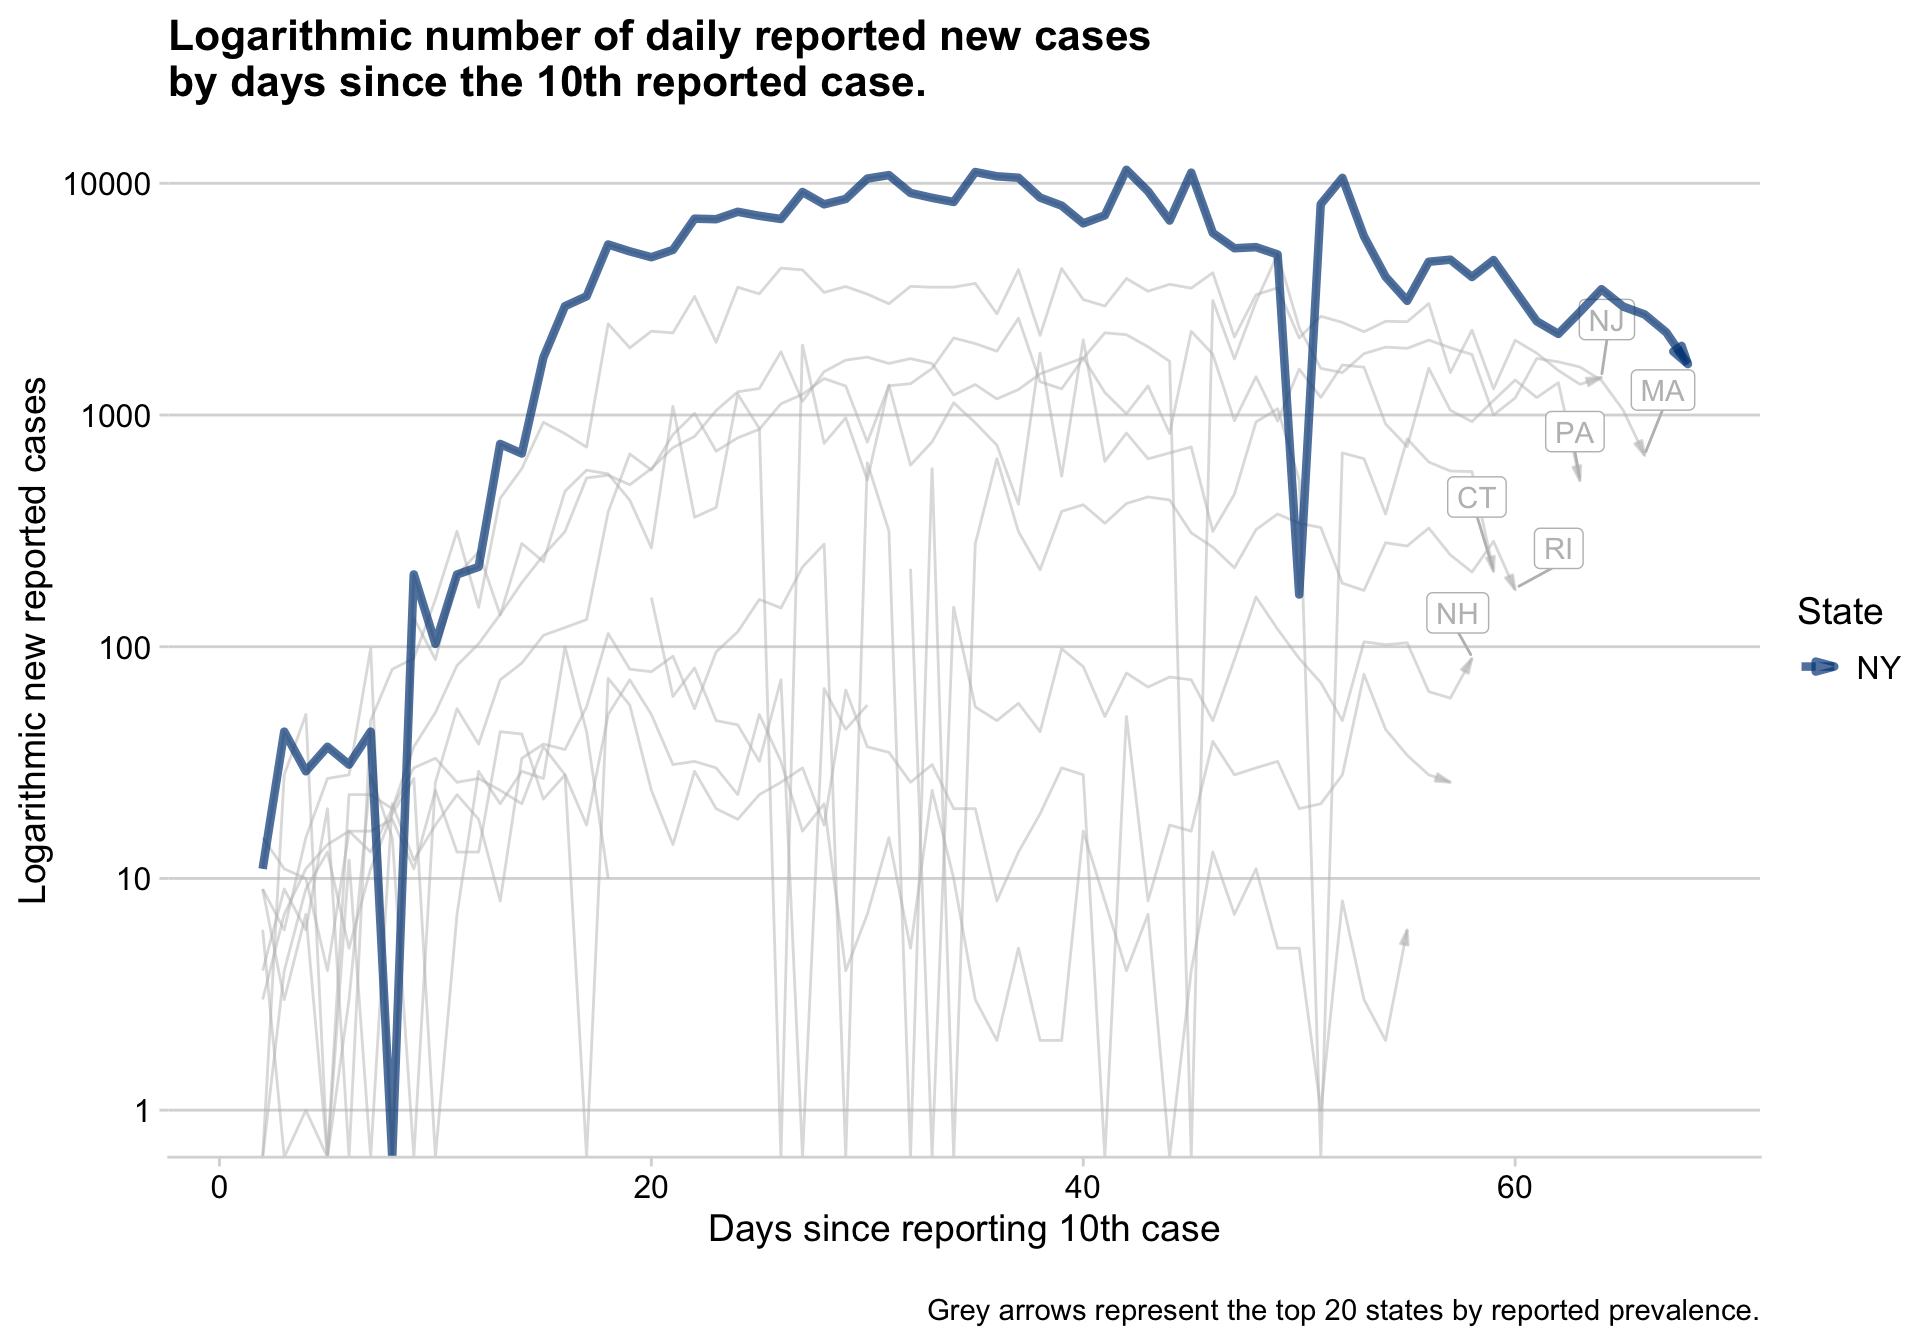 Logarithmic number of daily reported new cases
by days since the 10th reported case.
Logarithmic new reported cases
10000
1000
100
10
1
NJ
MA
PA
CT
RI
NH
State
NY
0
20
40
60
Days since reporting 10th case
Grey arrows represent the top 20 states by reported prevalence.